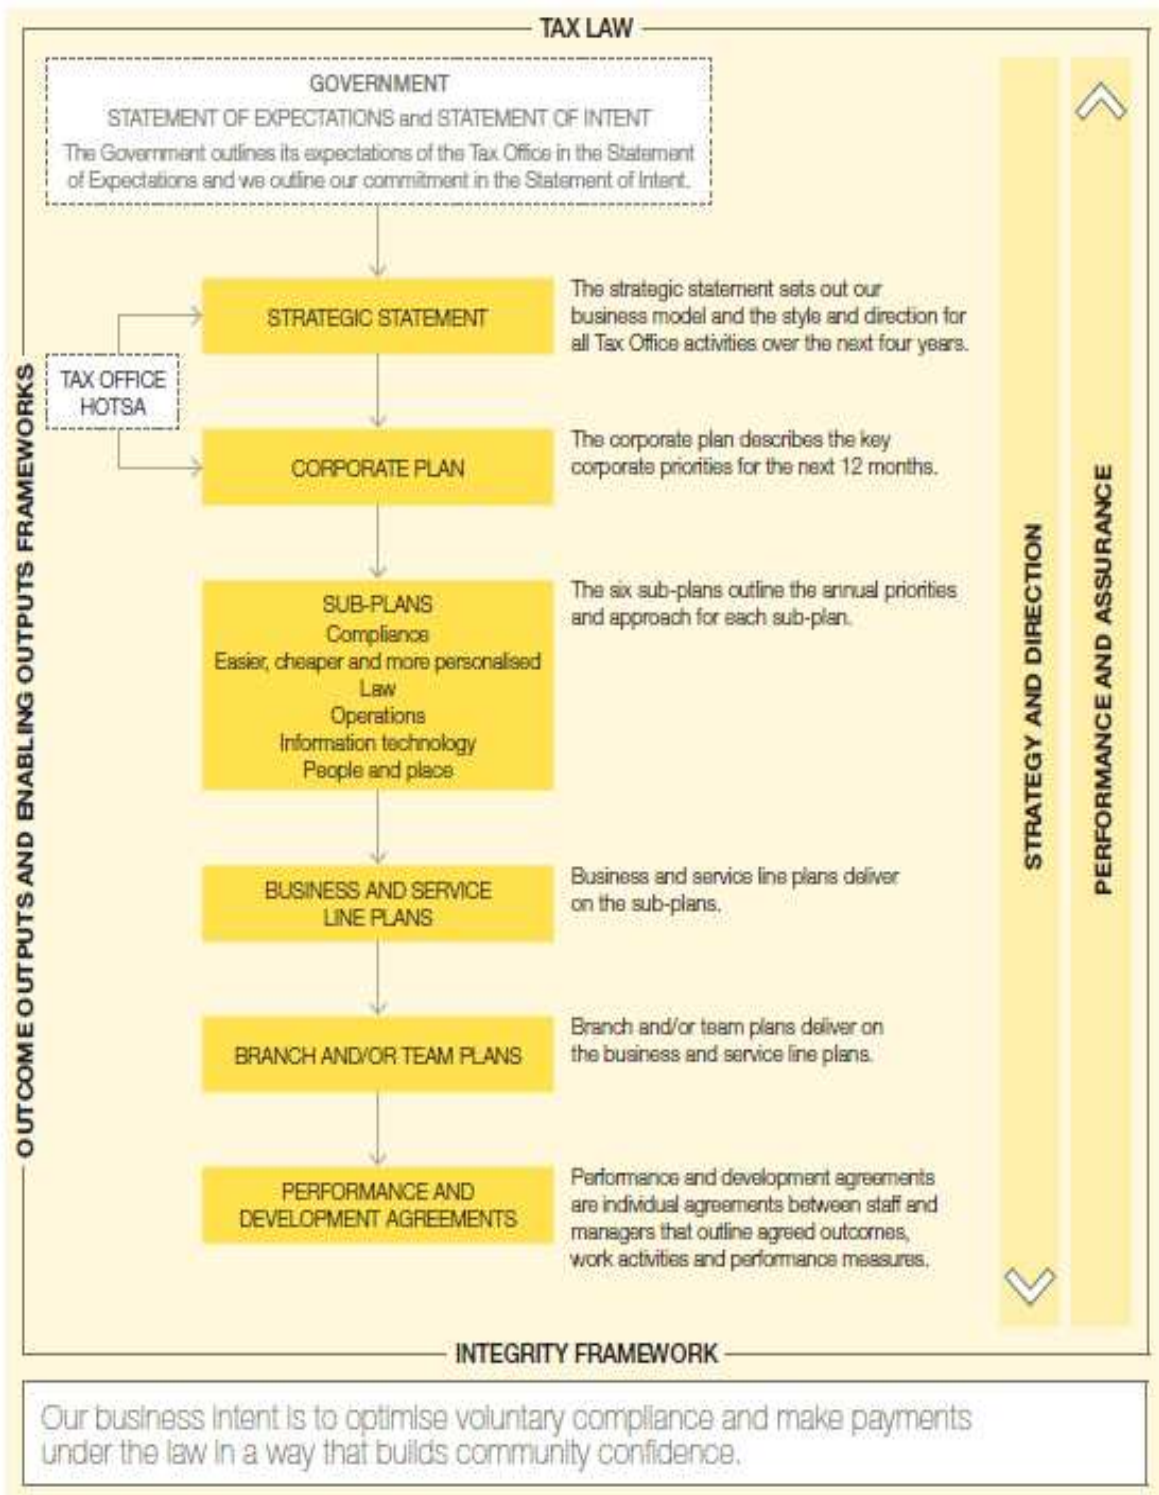 TAX LAW
GOVERNMENT
STATEMENT OF EXPECTATIONS and STATEMENT OF INTENT
The Government outlines its expectations of the Tax Office in the Statement
of Expectations and we outline our commitment in the Statement of Intent.
STRATEGIC STATEMENT
The strategic statement sets out our
business model and the style and direction for
all Tax Office activities over the next four years.
TAX OFFICE
HOTSA
CORPORATE PLAN
The corporate plan describes the key
corporate priorities for the next 12 months.
SUB-PLANS
Compliance
Easier, cheaper and more personalised
Law
Operations
Information technology
People and place
The six sub-plans outline the annual priorities
and approach for each sub-plan.
BUSINESS AND SERVICE
LINE PLANS
Business and service line plans deliver
on the sub-plans.
BRANCH AND/OR TEAM PLANS
Branch and/or team plans deliver on
the business and service line plans.
PERFORMANCE AND
DEVELOPMENT AGREEMENTS
Performance and development agreements
are individual agreements between staff and
managers that outline agreed outcomes,
work activities and performance measures.
OUTCOME OUTPUTS AND ENABLING OUTPUTS FRAMEWORKS
STRATEGY AND DIRECTION
PERFORMANCE AND ASSURANCE
INTEGRITY FRAMEWORK
Our business intent is to optimise voluntary compliance and make payments
under the law in a way that builds community confidence.